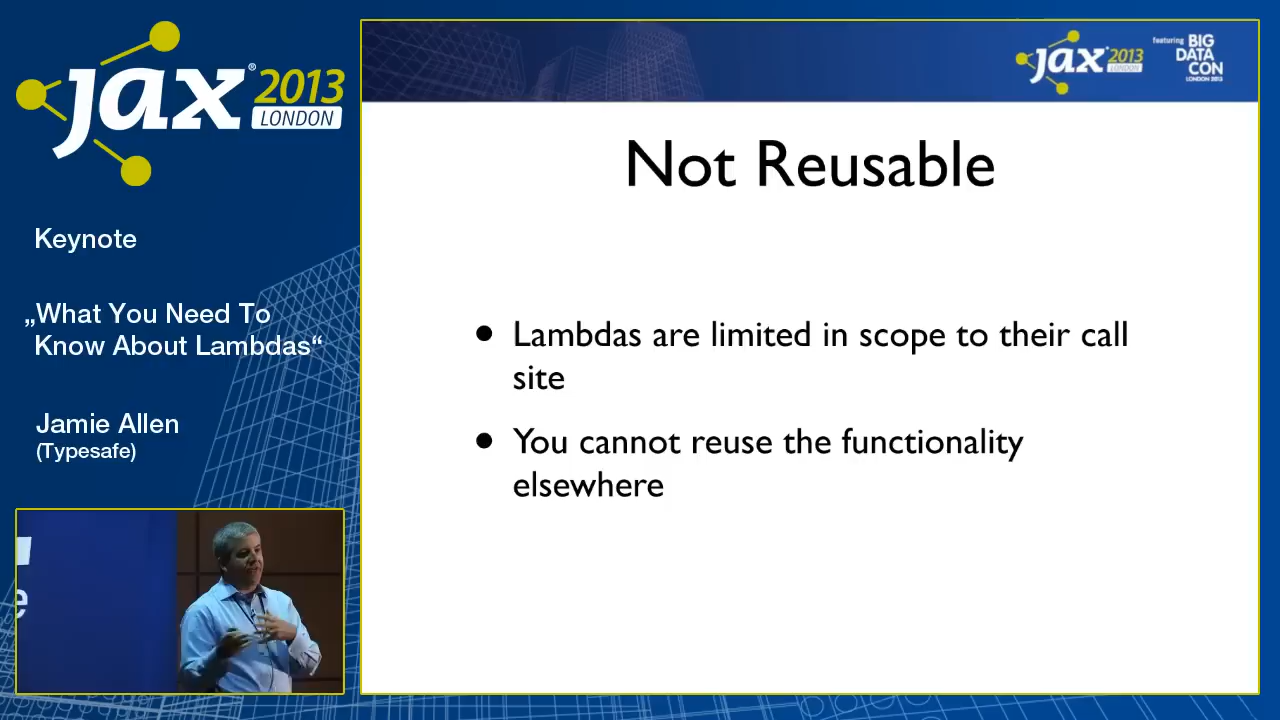 jax® 2013
LONDON
Keynote
„What You Need To
Know About Lambdas“
Jamie Allen
(Typesafe)
jax 2013
LONDON
featuring
BIG
DATA
CON
LONDON 2013
Not Reusable
• Lambdas are limited in scope to their call
site
• You cannot reuse the functionality
elsewhere
e